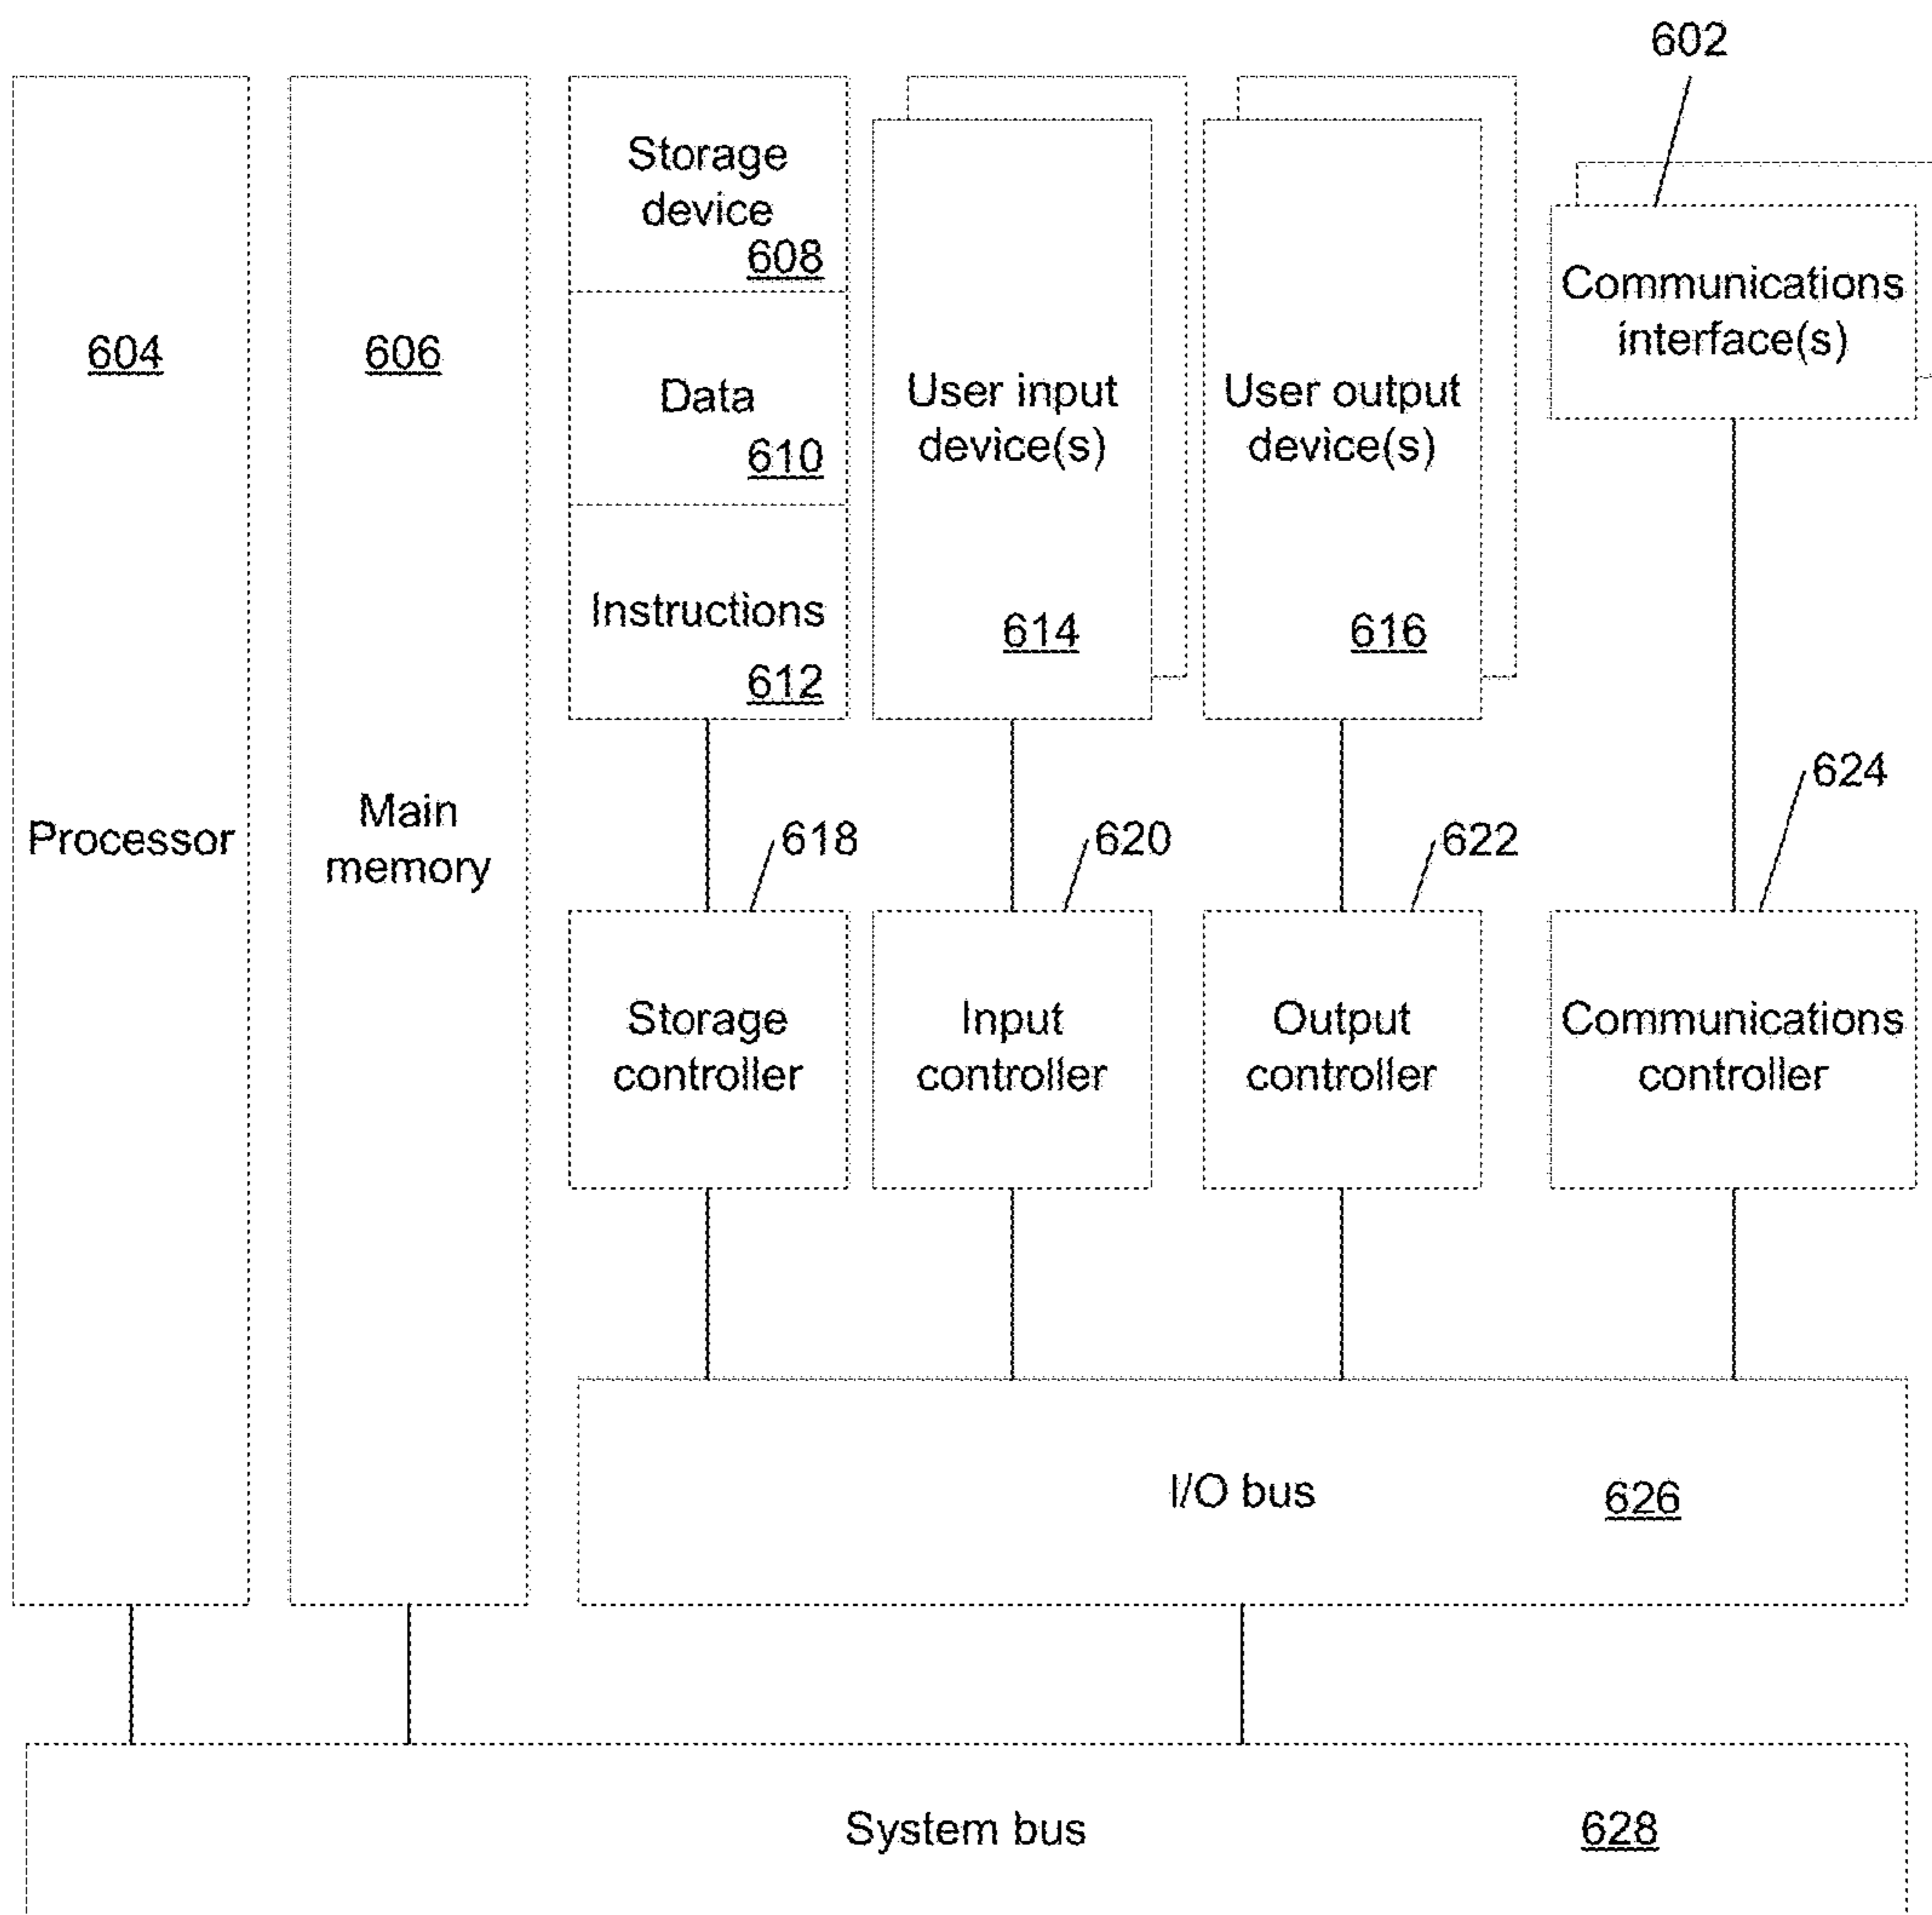 602
Storage
device
608
Communications
interface(s)
604
606
Data
610
User input
device(s)
User output
device(s)
Instructions
612
614
616
624
Processor
Main
memory
618
620
622
Storage
controller
Input
controller
Output
controller
Communications
controller
I/O bus
626
System bus
628